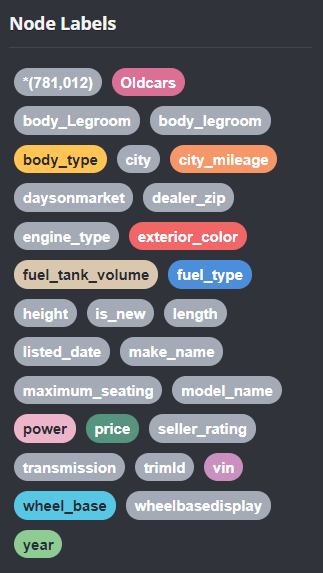 Node Labels
*(781,012) Oldcars
body_Legroom body_legroom
body_type city city_mileage
daysonmarket dealer_zip
engine_type exterior_color
fuel_tank_volume fuel_type
height is_new length
listed_date make_name
maximum_seating model_name
power price seller_rating
transmission trimId vin
wheel_base wheelbasedisplay
year